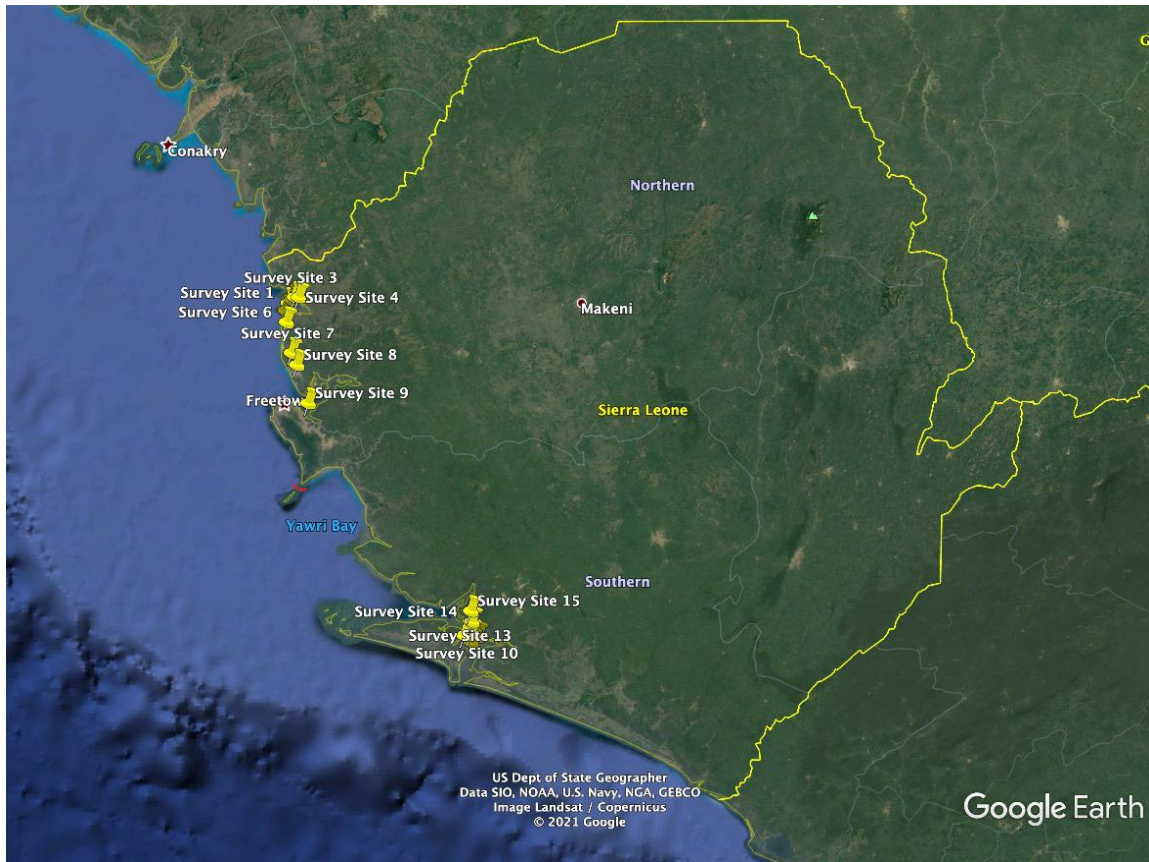 G
Conakry
Northern
Survey Site 3
Survey Site 1
Survey Site 4
Survey Site 6
Makeni
Survey Site 7
Survey Site 8
Survey Site 9
Freetow
Sierra Leone
Yawri Bay
Southern
Survey Site 15
Survey Site 14
Survey Site 13
Survey Site 10
US Dept of State Geographer
Data SIO, NOAA, U.S. Navy, NGA, GEBCO
Image Landsat / Copernicus
© 2021 Google
Google Earth